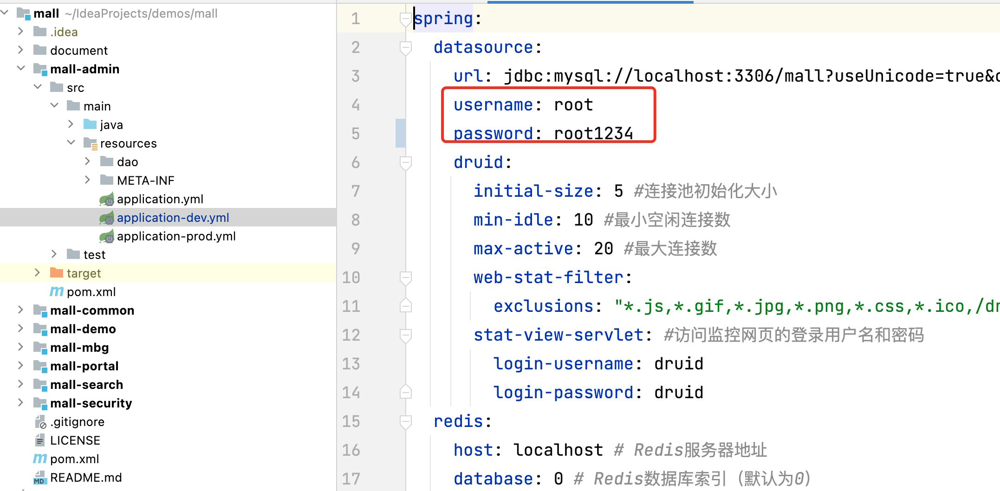 mall ~/IdeaProjects/demos/mall
.idea
document
mall-admin
src
main
java
resources
dao
META-INF
application.yml
application-dev.yml
application-prod.yml
test
target
pom.xml
mall-common
mall-demo
mall-mbg
mall-portal
mall-search
mall-security
.gitignore
LICENSE
pom.xml
README.md
1 spring:
2 datasource:
3 url: jdbc:mysql://localhost:3306/mall?useUnicode=true&
4 username: root
5 password: root1234
6 druid:
7 initial-size: 5 #连接池初始化大小
8 min-idle: 10 #最小空闲连接数
9 max-active: 20 #最大连接数
10 web-stat-filter:
11 exclusions: "*.js,*.gif,*.jpg,*.png,*.css,*.ico,/d
12 stat-view-servlet: #访问监控网页的登录用户名和密码
13 login-username: druid
14 login-password: druid
15 redis:
16 host: localhost # Redis服务器地址
17 database: 0 # Redis数据库索引（默认为0）